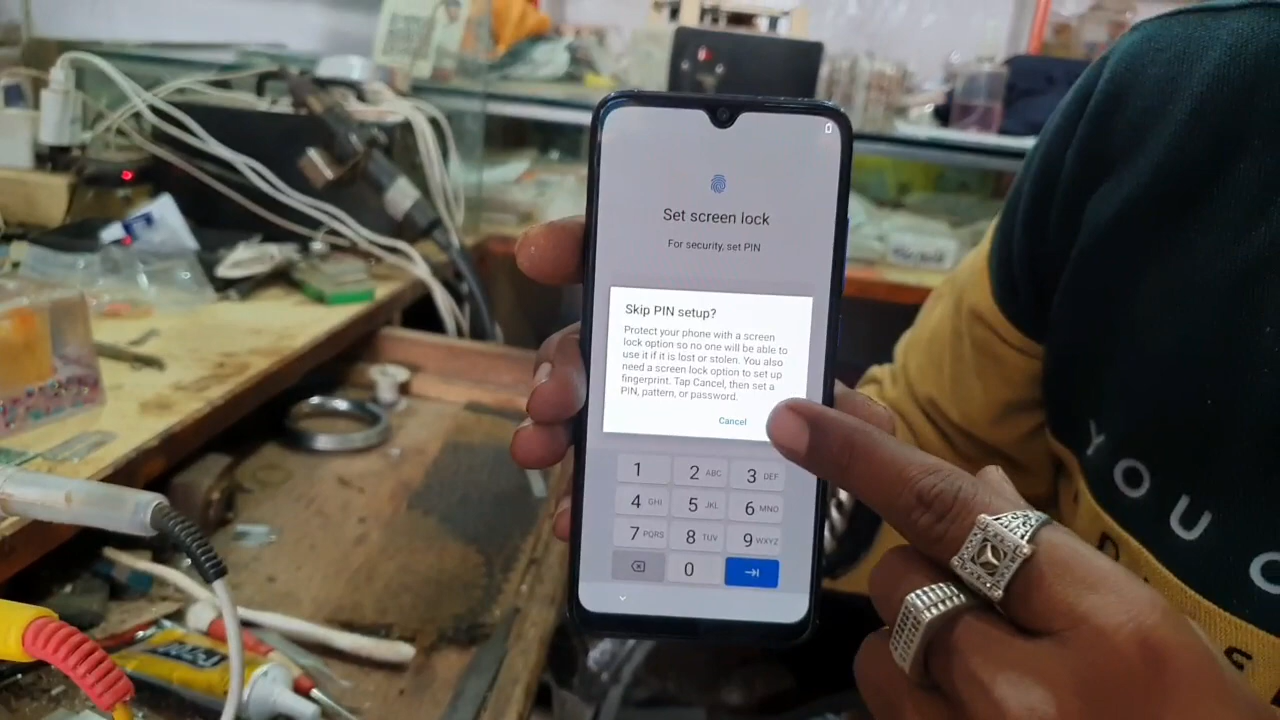 Set screen lock
For security, set PIN
Skip PIN setup?
Protect your phone with a screen
lock option so no one will be able to
use it if it is lost or stolen. You also
need a screen lock option to set up
fingerprint. Tap Cancel, then set a
PIN, pattern, or password.
Cancel
1 2 ABC 3 DEF
4 GHI 5 JKL 6 MNO
7 PQRS 8 TUV 9 WXYZ
0
YOU